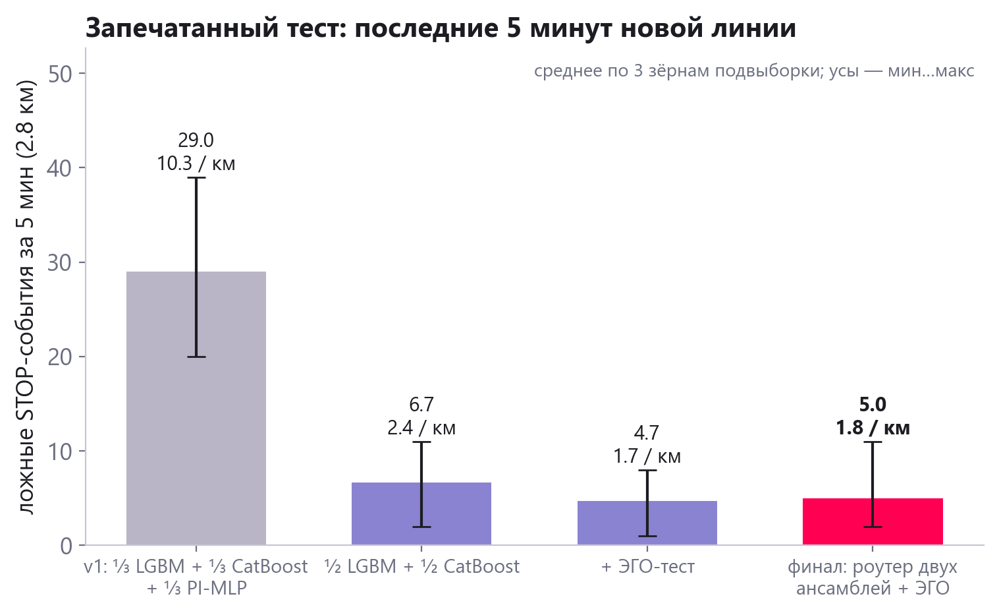 Запечатанный тест: последние 5 минут новой линии
среднее по 3 зёрнам подвыборки; усы — мин…макс
ложные STOP-события за 5 мин (2.8 км)
50
40
30
20
10
0
29.0
10.3 / км
6.7
2.4 / км
4.7
1.7 / км
5.0
1.8 / км
v1: ⅓ LGBM + ⅓ CatBoost
+ ⅓ PI-MLP
½ LGBM + ½ CatBoost
+ ЭГО-тест
финал: роутер двух
ансамблей + ЭГО